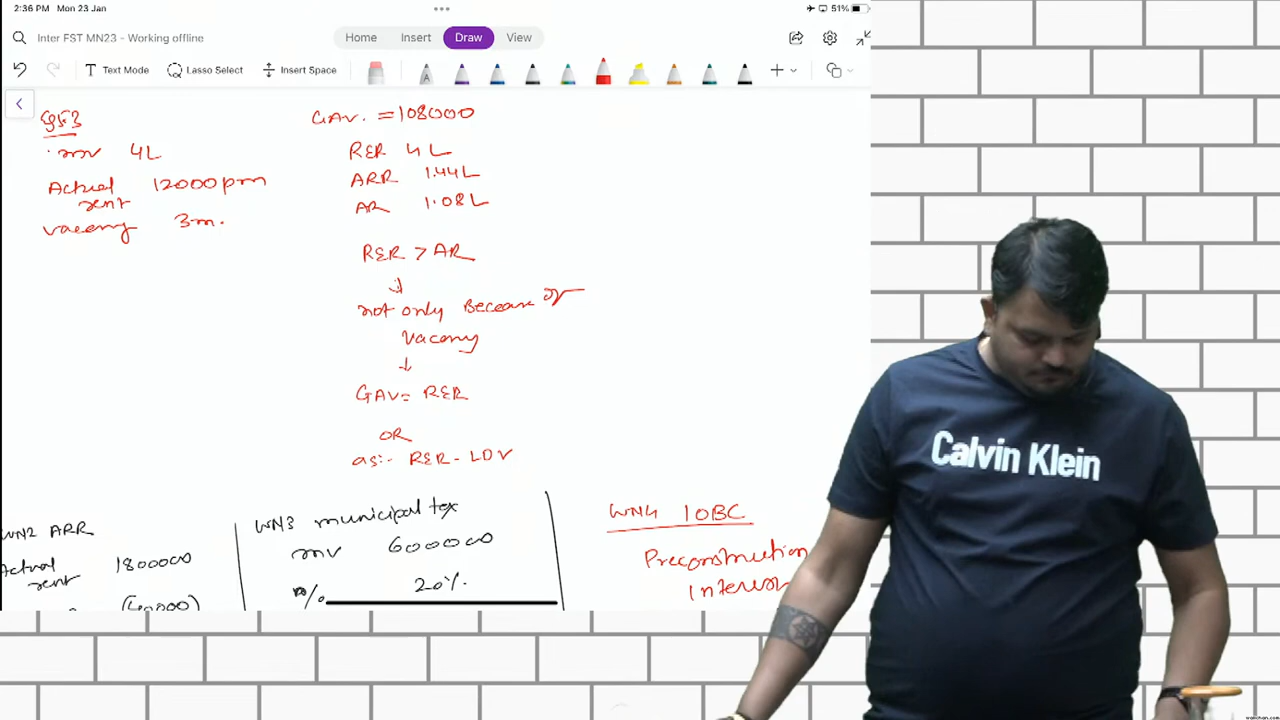 2:36 PM Mon 23 Jan
51%
Inter FST MN23 - Working offline
Home Insert Draw View
Text Mode Lasso Select Insert Space
mv 4L
Actual rent 12000pm
vacancy 3m.
GAV. = 108000
RER 4L
ARR 1.44L
AR 1.08L
RER > AR
not only Because of
vacancy
GAV= RER
OR
as:- RER - LDV
WN2 ARR
Actual rent 1800000
(60000)
WN3 municipal tax
mv 600000
20%.
WN4 IOBC
Preconstruction
Interest
Calvin Klein